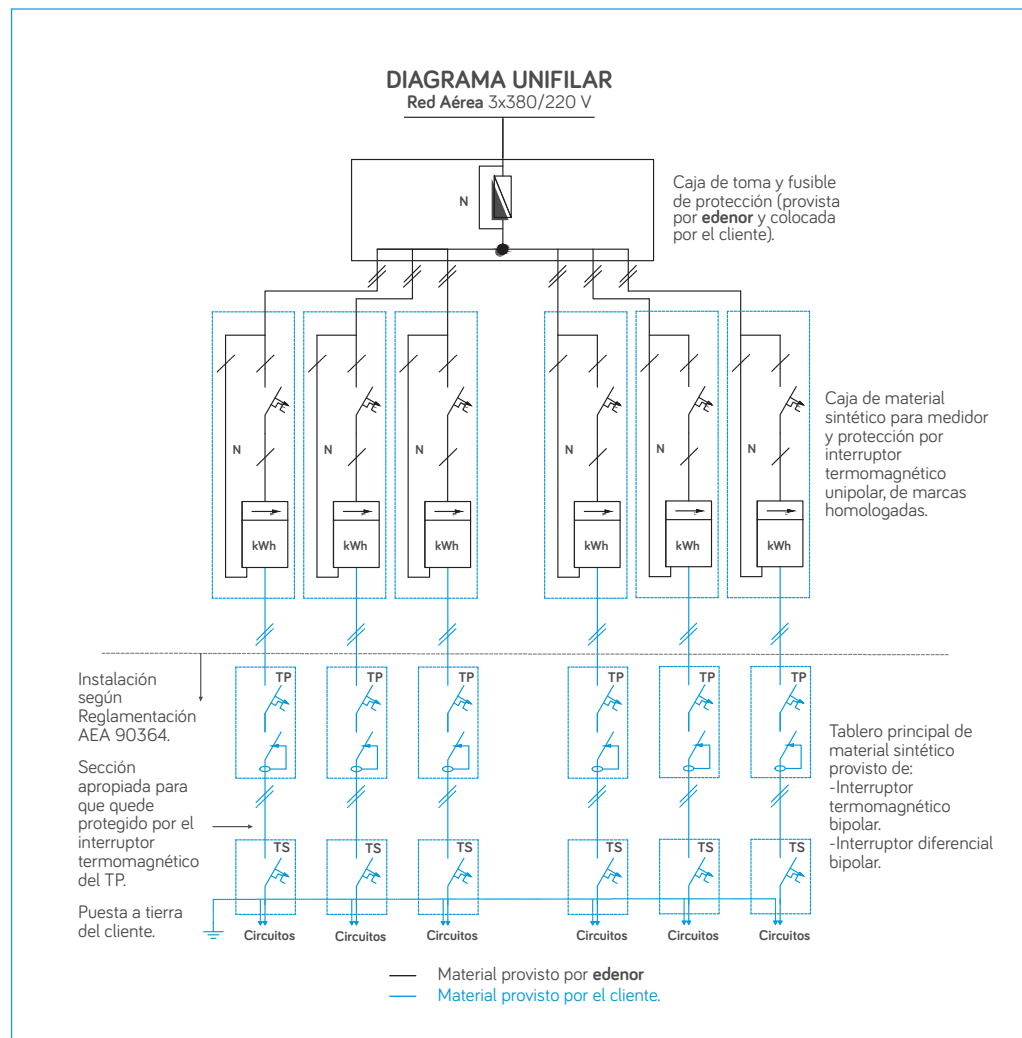 DIAGRAMA UNIFILAR
Red Aérea 3x380/220 V
N
Caja de toma y fusible
de protección (provista
por edenor y colocada
por el cliente).
N
N
N
N
N
N
Caja de material
sintético para medidor
y protección por
interruptor
termomagnético
unipolar, de marcas
homologadas.
kWh
kWh
kWh
kWh
kWh
kWh
Instalación
según
Reglamentación
AEA 90364.
TP
TP
TP
TP
TP
TP
Sección
apropiada para
que quede
protegido por el
interruptor
termomagnético
del TP.
Tablero principal de
material sintético
provisto de:
-Interruptor
termomagnético
bipolar.
-Interruptor diferencial
bipolar.
TS
TS
TS
TS
TS
TS
Puesta a tierra
del cliente.
Circuitos
Circuitos
Circuitos
Circuitos
Circuitos
Circuitos
Material provisto por edenor
Material provisto por el cliente.